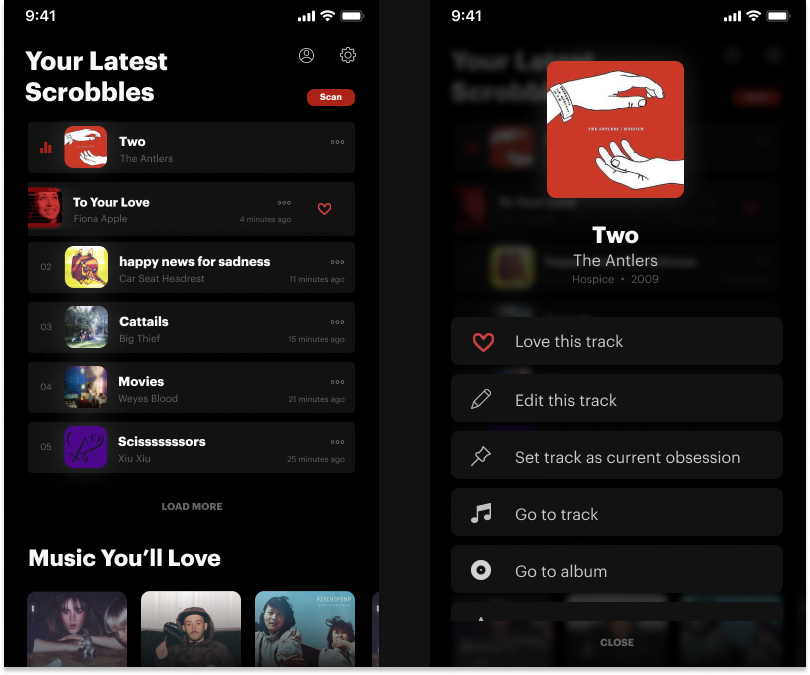 9:41
Your Latest
Scrobbles
Scan
Two
The Antlers
To Your Love
Fiona Apple
4 minutes ago
02
happy news for sadness
Car Seat Headrest
11 minutes ago
03
Cattails
Big Thief
15 minutes ago
04
Movies
Weyes Blood
21 minutes ago
05
Scisssssssors
Xiu Xiu
25 minutes ago
LOAD MORE
Music You’ll Love
PSYCHOPOMP
9:41
Your Latest
Scrobbles
THE ANTLERS | HOSPICE
Two
The Antlers
Hospice • 2009
Love this track
Edit this track
Set track as current obsession
Go to track
Go to album
CLOSE